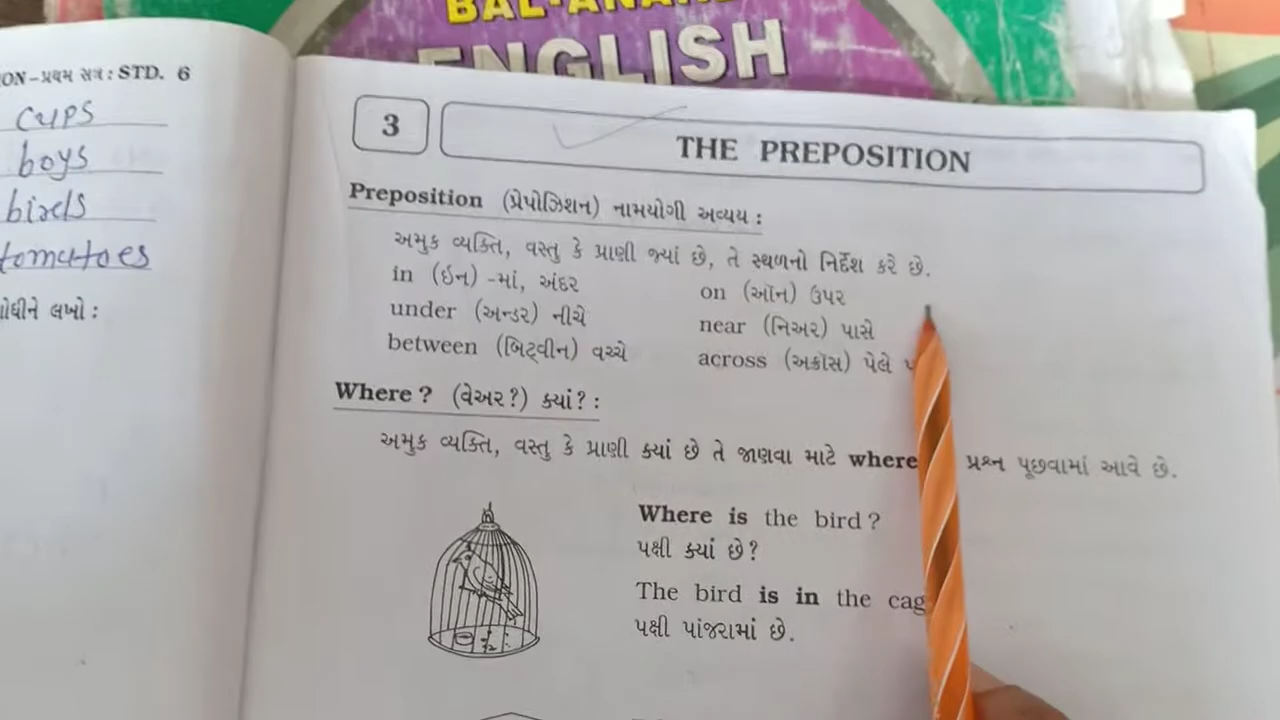 BAL-ANAND
ENGLISH
ON – પ્રથમ સત્ર : STD. 6
cups
boys
birds
tomatoes
શોધીને લખો :
3
THE PREPOSITION
Preposition (પ્રેપોઝિશન) નામયોગી અવ્યય :
અમુક વ્યક્તિ, વસ્તુ કે પ્રાણી જ્યાં છે, તે સ્થળનો નિર્દેશ કરે છે.
in (ઇન) -માં, અંદર on (ઑન) ઉપર
under (અન્ડર) નીચે near (નિઅર) પાસે
between (બિટ્વીન) વચ્ચે across (અક્રૉસ) પેલે
Where? (વેઅર?) ક્યાં? :
અમુક વ્યક્તિ, વસ્તુ કે પ્રાણી ક્યાં છે તે જાણવા માટે where પ્રશ્ન પૂછવામાં આવે છે.
Where is the bird?
પક્ષી ક્યાં છે?
The bird is in the cag
પક્ષી પાંજરામાં છે.